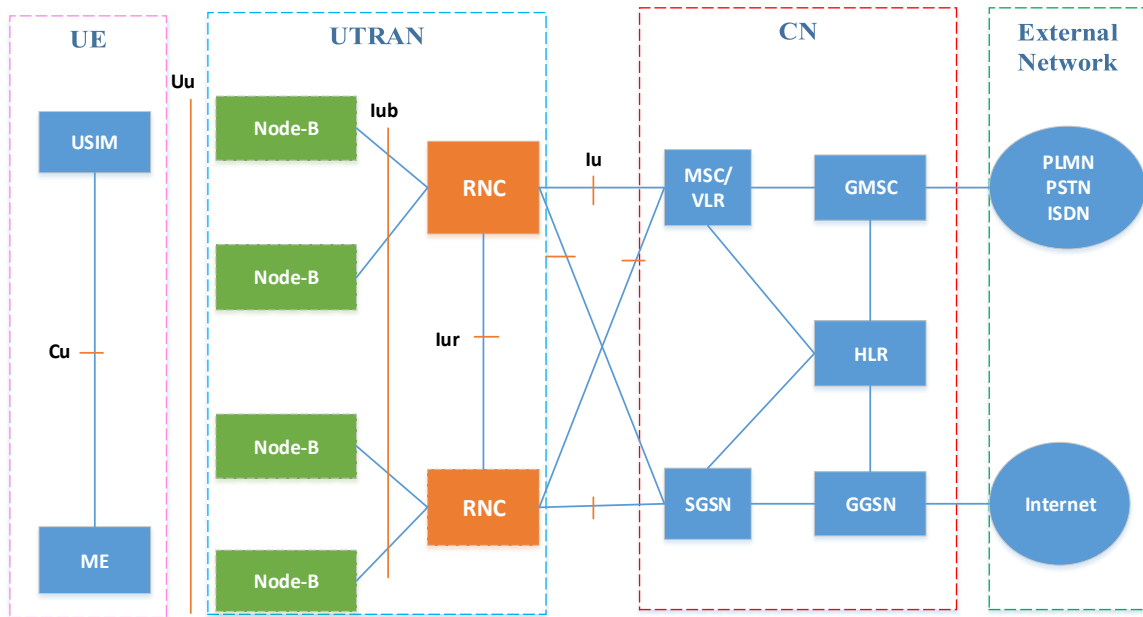 UE
UTRAN
CN
External
Network
Uu
Iub
Iu
Iur
Cu
USIM
ME
Node-B
Node-B
Node-B
Node-B
RNC
RNC
MSC/
VLR
GMSC
HLR
SGSN
GGSN
PLMN
PSTN
ISDN
Internet